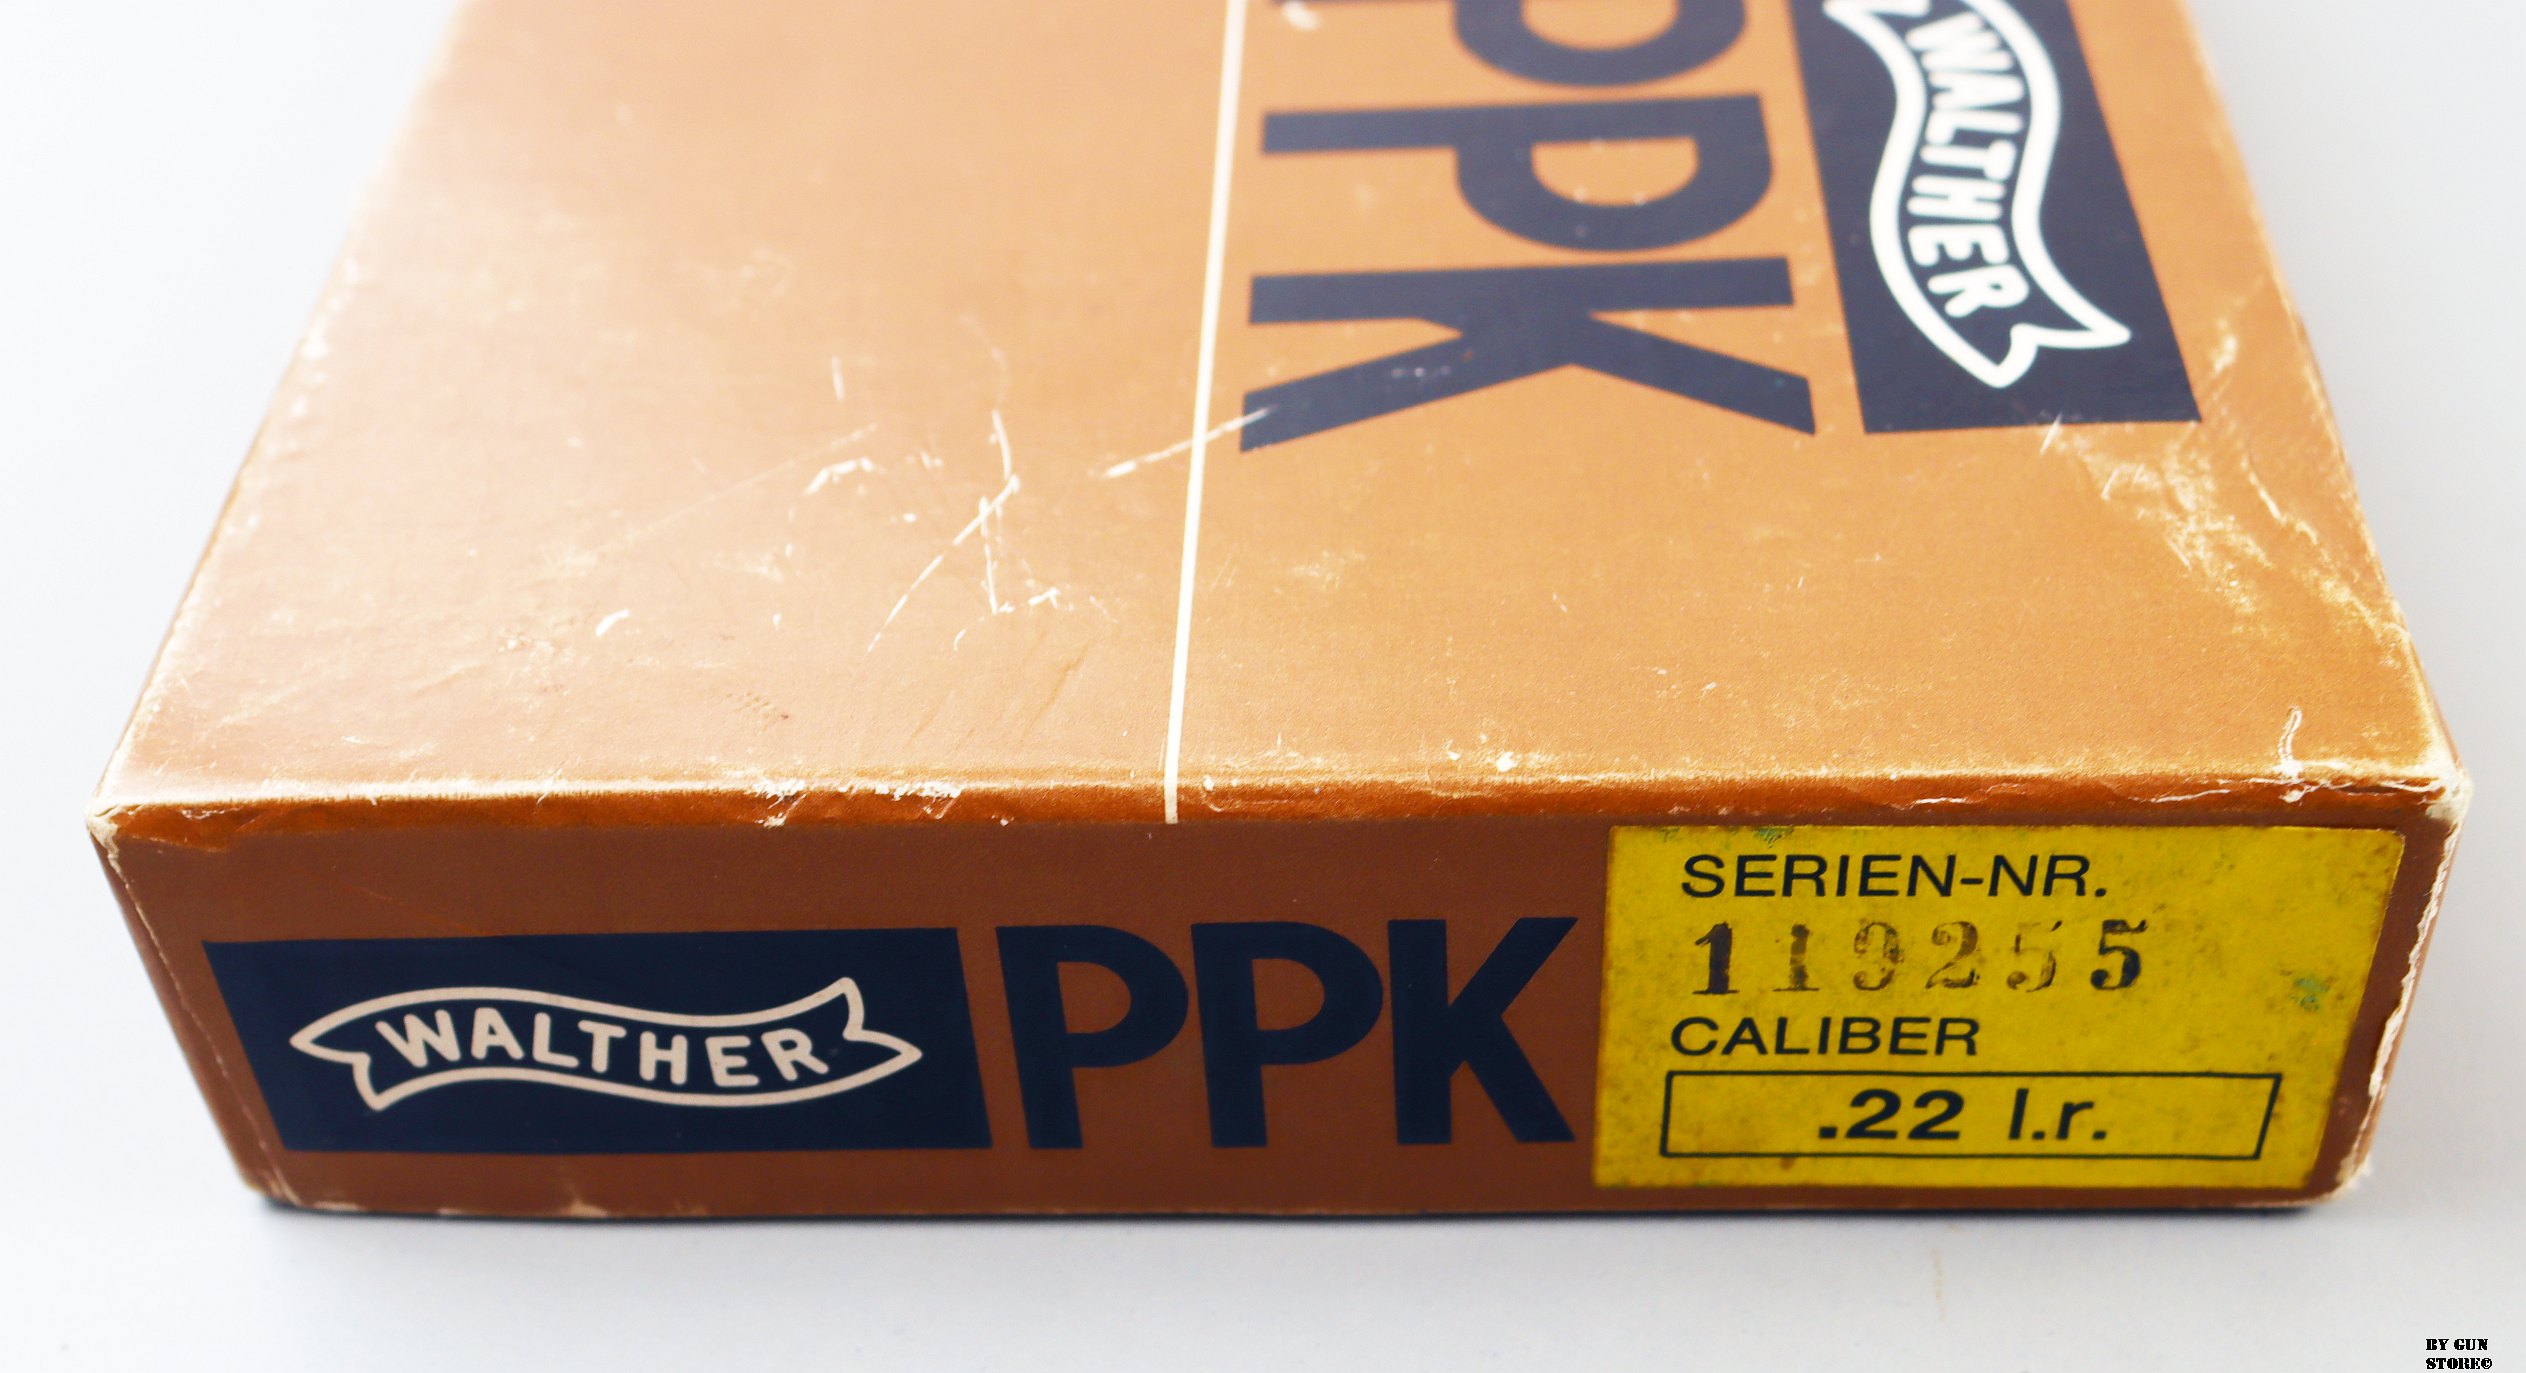 WALTHER
PPK
WALTHER PPK
SERIEN-NR.
119255
CALIBER
.22 l.r.
BY GUN
STORE©